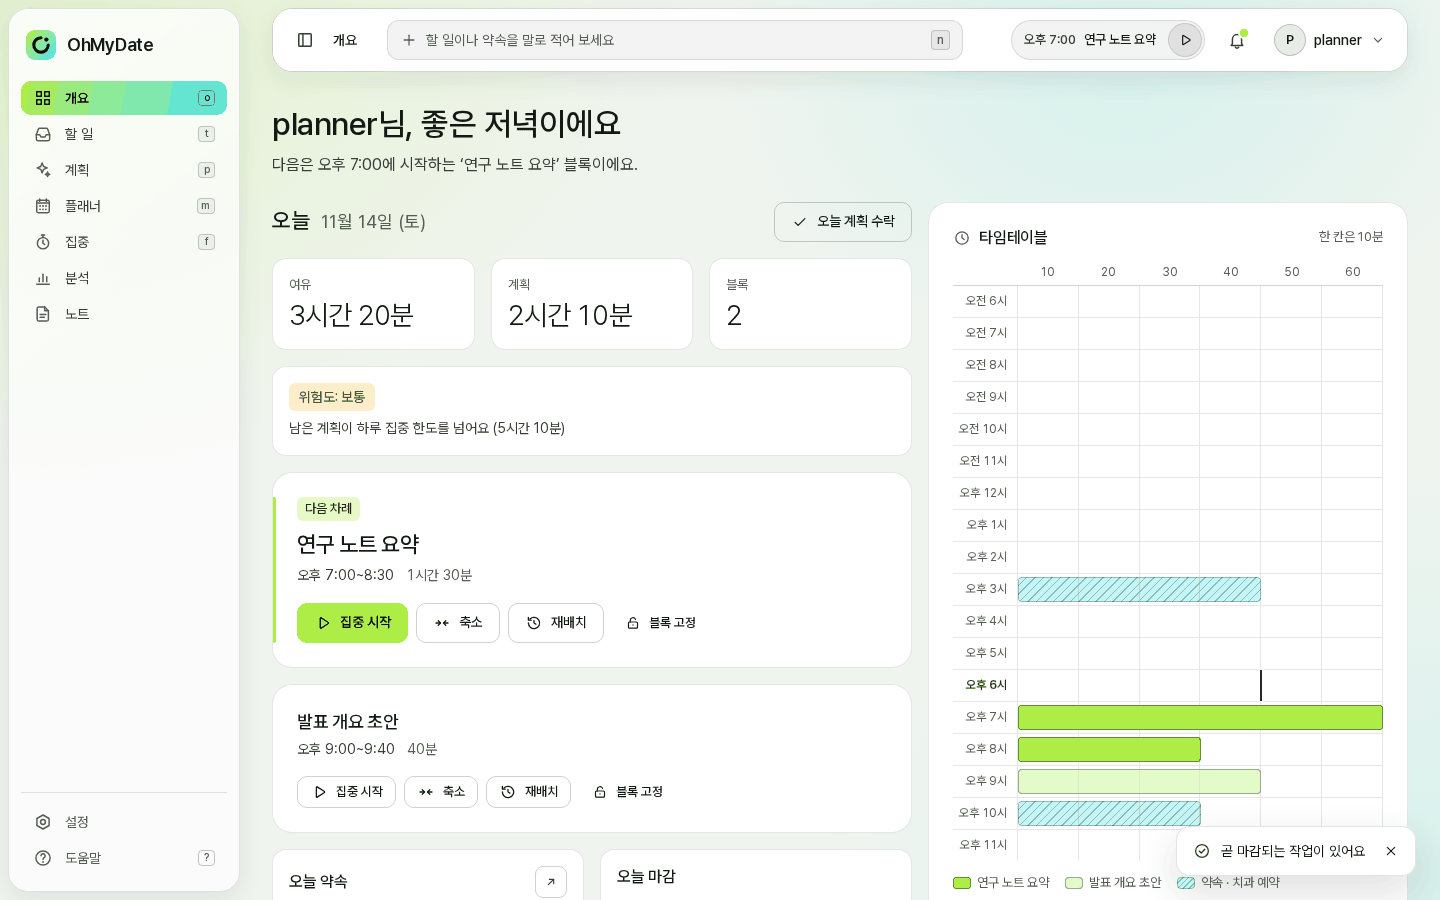 OhMyDate
개요 o
할 일 t
계획 p
플래너 m
집중 f
분석
노트
설정
도움말 ?
개요
할 일이나 약속을 말로 적어 보세요 n
오후 7:00 연구 노트 요약
P planner
planner님, 좋은 저녁이에요
다음은 오후 7:00에 시작하는 ‘연구 노트 요약’ 블록이에요.
오늘 11월 14일 (토)
오늘 계획 수락
여유
3시간 20분
계획
2시간 10분
블록
2
위험도: 보통
남은 계획이 하루 집중 한도를 넘어요 (5시간 10분)
다음 차례
연구 노트 요약
오후 7:00~8:30 1시간 30분
집중 시작 축소 재배치 블록 고정
발표 개요 초안
오후 9:00~9:40 40분
집중 시작 축소 재배치 블록 고정
오늘 약속
오늘 마감
타임테이블 한 칸은 10분
10 20 30 40 50 60
오전 6시
오전 7시
오전 8시
오전 9시
오전 10시
오전 11시
오후 12시
오후 1시
오후 2시
오후 3시
오후 4시
오후 5시
오후 6시
오후 7시
오후 8시
오후 9시
오후 10시
오후 11시
연구 노트 요약 발표 개요 초안 약속 · 치과 예약
곧 마감되는 작업이 있어요